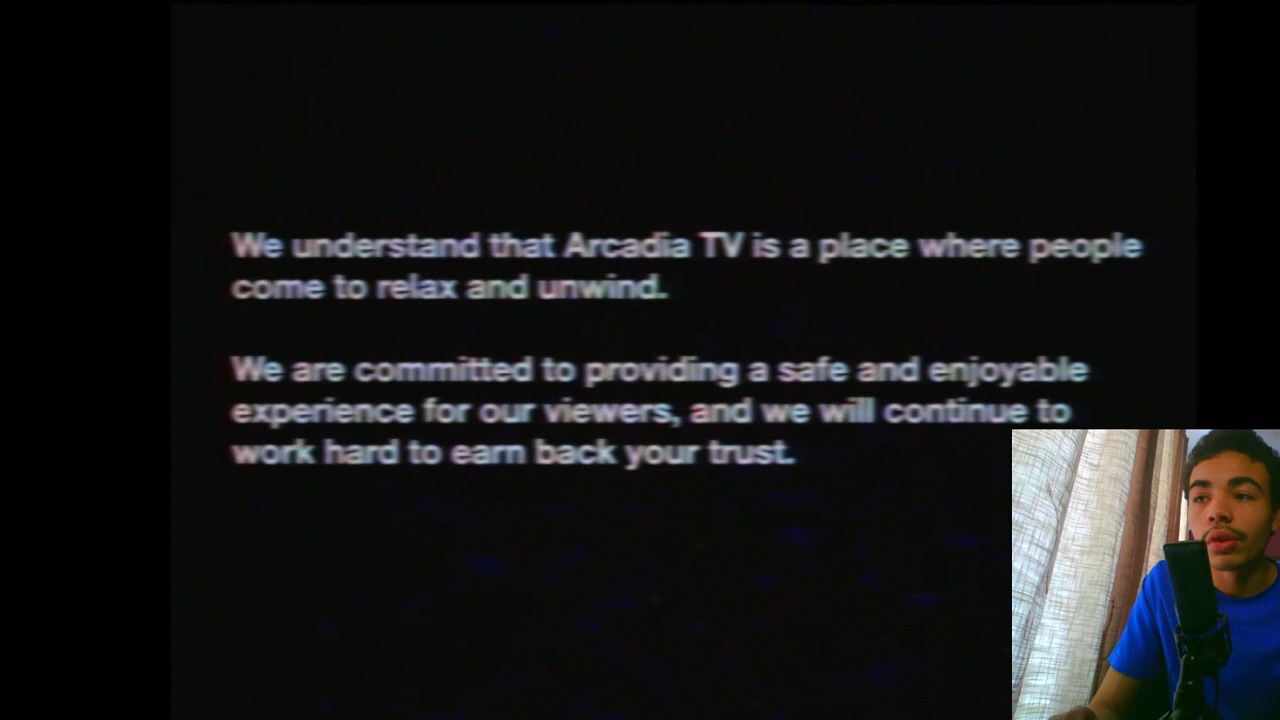 We understand that Arcadia TV is a place where people
come to relax and unwind.
We are committed to providing a safe and enjoyable
experience for our viewers, and we will continue to
work hard to earn back your trust.